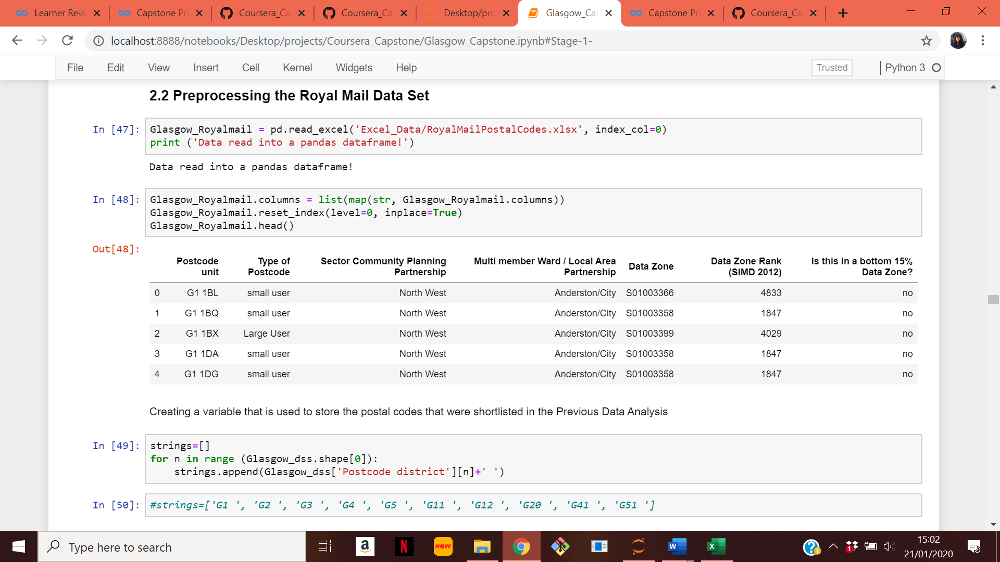 Learner Revi
Capstone Pr
Coursera_Ca
Coursera_Ca
Desktop/pro
Glasgow_Cap
Capstone Pr
Coursera_Ca
localhost:8888/notebooks/Desktop/projects/Coursera_Capstone/Glasgow_Capstone.ipynb#Stage-1-
File Edit View Insert Cell Kernel Widgets Help Trusted Python 3
2.2 Preprocessing the Royal Mail Data Set
In [47]: Glasgow_Royalmail = pd.read_excel('Excel_Data/RoyalMailPostalCodes.xlsx', index_col=0)
print ('Data read into a pandas dataframe!')
Data read into a pandas dataframe!
In [48]: Glasgow_Royalmail.columns = list(map(str, Glasgow_Royalmail.columns))
Glasgow_Royalmail.reset_index(level=0, inplace=True)
Glasgow_Royalmail.head()
Out[48]:
Postcode unit Type of Postcode Sector Community Planning Partnership Multi member Ward / Local Area Partnership Data Zone Data Zone Rank (SIMD 2012) Is this in a bottom 15% Data Zone?
0 G1 1BL small user North West Anderston/City S01003366 4833 no
1 G1 1BQ small user North West Anderston/City S01003358 1847 no
2 G1 1BX Large User North West Anderston/City S01003399 4029 no
3 G1 1DA small user North West Anderston/City S01003358 1847 no
4 G1 1DG small user North West Anderston/City S01003358 1847 no
Creating a variable that is used to store the postal codes that were shortlisted in the Previous Data Analysis
In [49]: strings=[]
for n in range (Glasgow_dss.shape[0]):
strings.append(Glasgow_dss['Postcode district'][n]+' ')
In [50]: #strings=['G1 ', 'G2 ', 'G3 ', 'G4 ', 'G5 ', 'G11 ', 'G12 ', 'G20 ', 'G41 ', 'G51 ']
Type here to search
a
N
NOW
W
X
1
15:02
21/01/2020